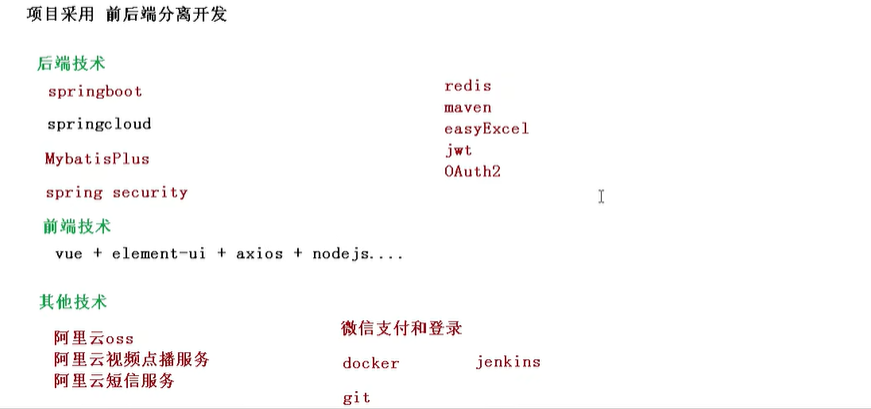 项目采用 前后端分离开发
后端技术
springboot
springcloud
MybatisPlus
spring security
redis
maven
easyExcel
jwt
OAuth2
前端技术
vue + element-ui + axios + nodejs....
其他技术
阿里云oss
阿里云视频点播服务
阿里云短信服务
微信支付和登录
docker jenkins
git